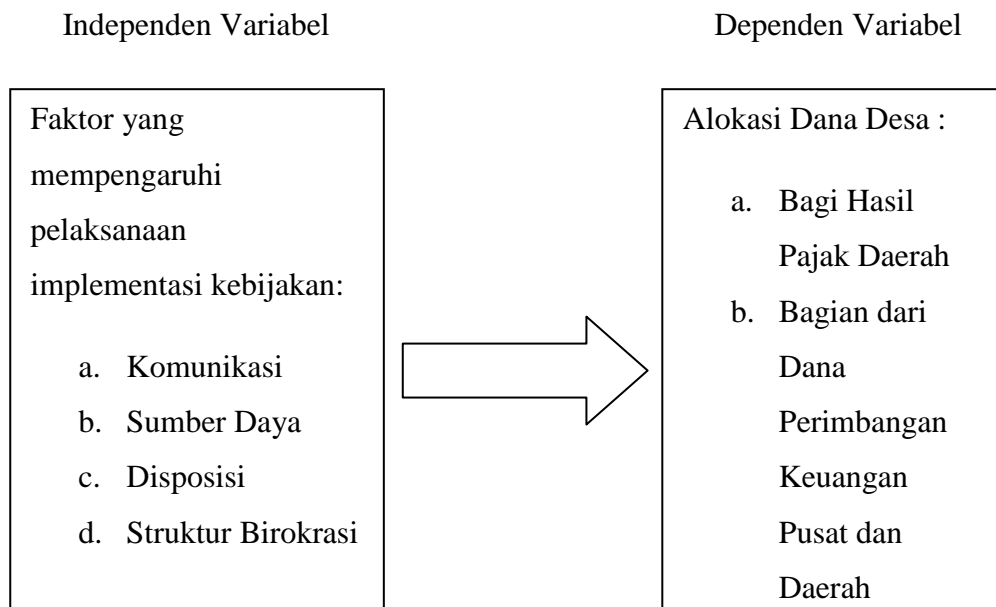 Independen Variabel
Dependen Variabel
Faktor yang
mempengaruhi
pelaksanaan
implementasi kebijakan:
a. Komunikasi
b. Sumber Daya
c. Disposisi
d. Struktur Birokrasi
Alokasi Dana Desa :
a. Bagi Hasil
Pajak Daerah
b. Bagian dari
Dana
Perimbangan
Keuangan
Pusat dan
Daerah